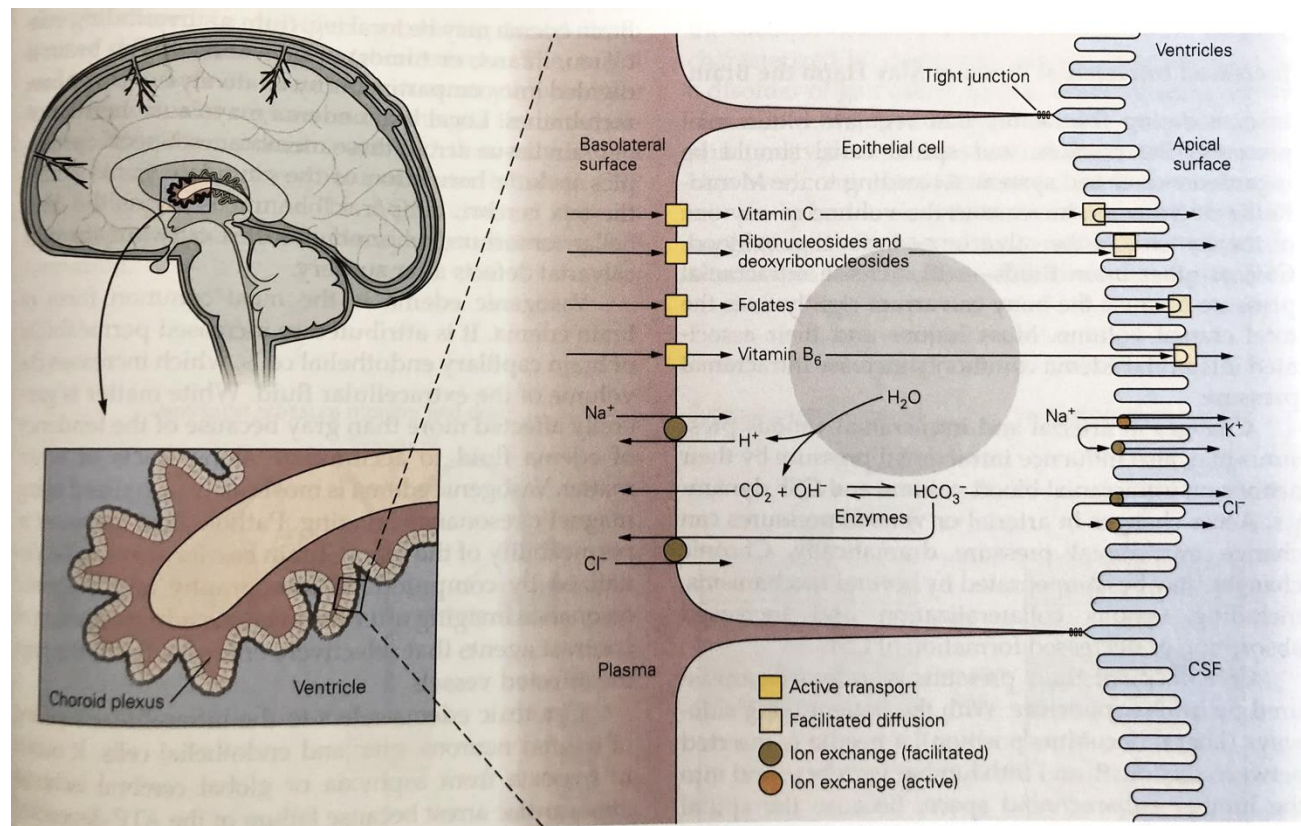 Ventricles
Tight junction
Basolateral
surface
Epithelial cell
Apical
surface
Vitamin C
Ribonucleosides and
deoxyribonucleosides
Folates
Vitamin B₆
Na⁺
H₂O
H⁺
Na⁺
K⁺
CO₂ + OH⁻
HCO₃⁻
Cl⁻
Enzymes
Cl⁻
Plasma
CSF
Choroid plexus
Ventricle
Active transport
Facilitated diffusion
Ion exchange (facilitated)
Ion exchange (active)